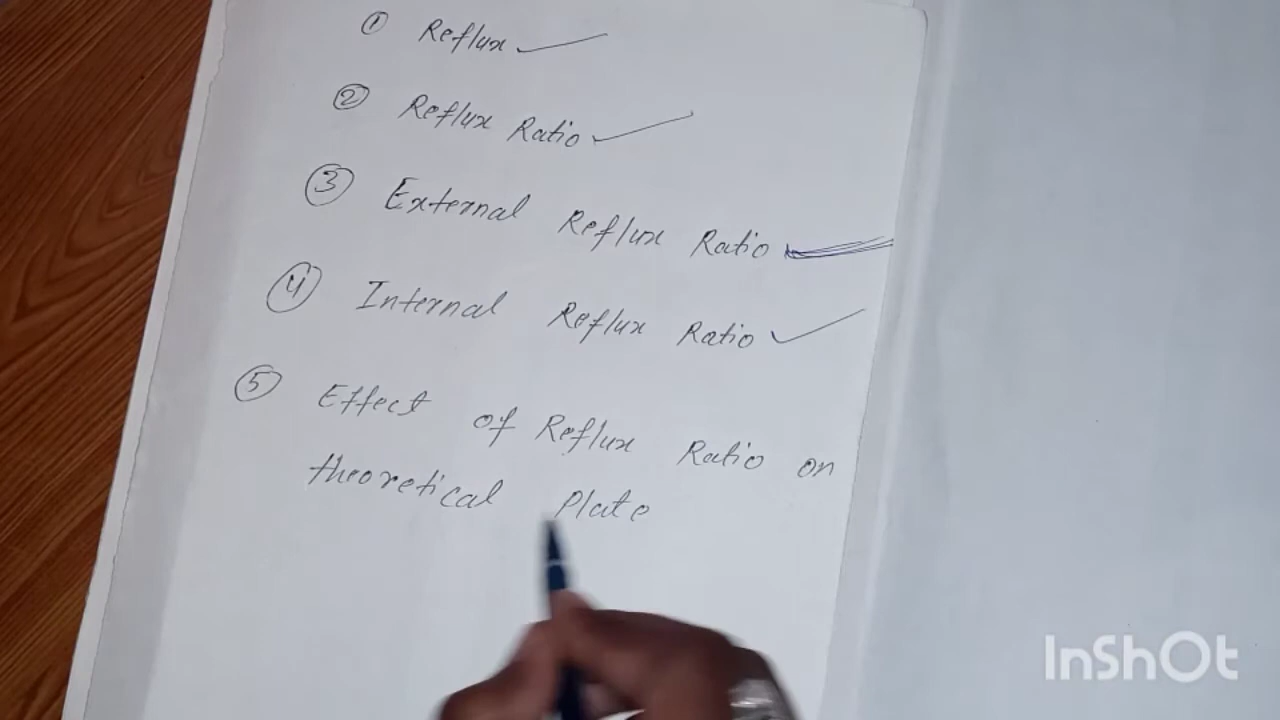 ① Reflux
② Reflux Ratio
③ External Reflux Ratio
④ Internal Reflux Ratio
⑤ Effect of Reflux Ratio on
theoretical Plate
InShOt